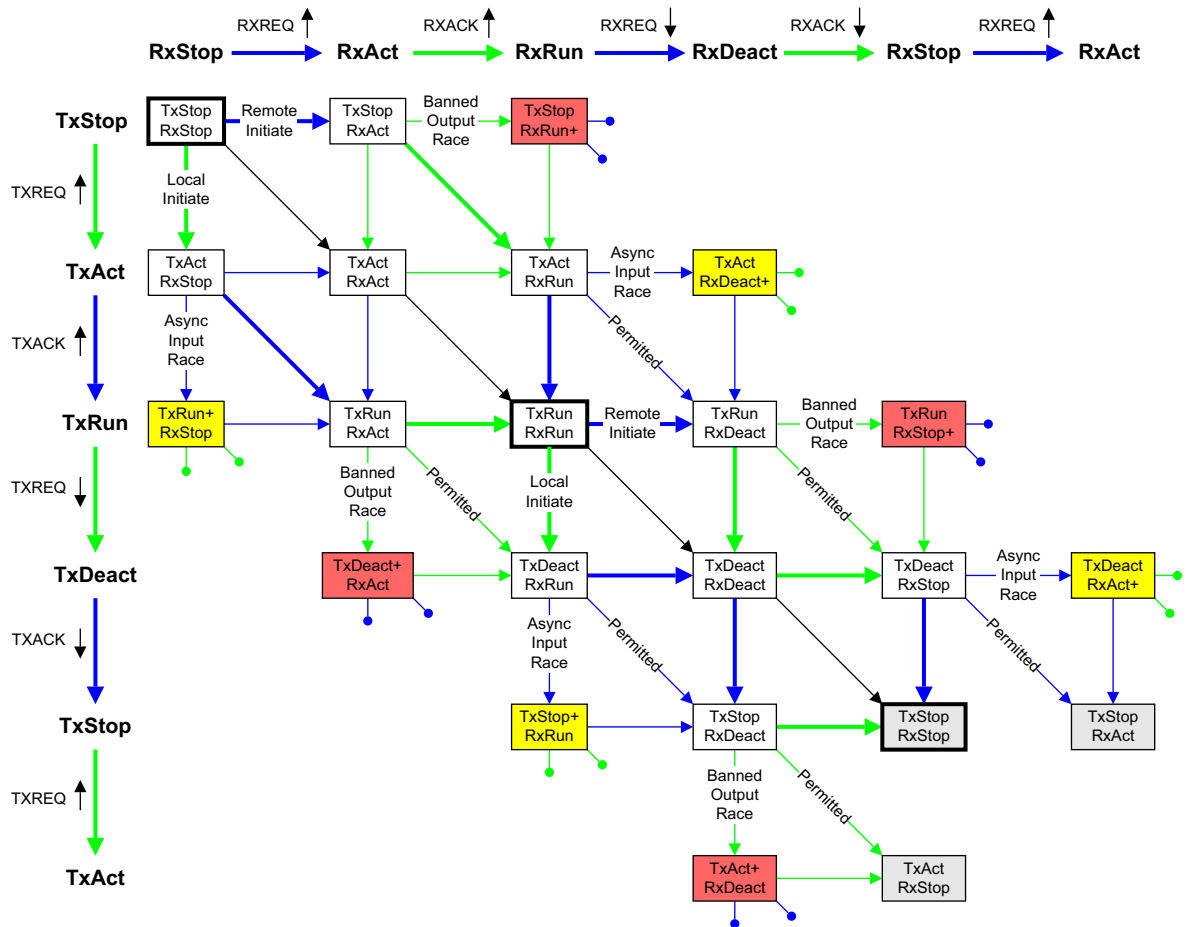 RXREQ
RXACK
RXREQ
RXACK
RXREQ
RxStop
RxAct
RxRun
RxDeact
RxStop
RxAct
TxStop
TXREQ
TxAct
TXACK
TxRun
TXREQ
TxDeact
TXACK
TxStop
TXREQ
TxAct
TxStop
RxStop
Remote
Initiate
TxStop
RxAct
Banned
Output
Race
TxStop
RxRun+
Local
Initiate
TxAct
RxStop
TxAct
RxAct
TxAct
RxRun
Async
Input
Race
TxAct
RxDeact+
Async
Input
Race
Permitted
TxRun+
RxStop
TxRun
RxAct
TxRun
RxRun
Remote
Initiate
TxRun
RxDeact
Banned
Output
Race
TxRun
RxStop+
Banned
Output
Race
Permitted
Local
Initiate
Permitted
TxDeact+
RxAct
TxDeact
RxRun
TxDeact
RxDeact
TxDeact
RxStop
Async
Input
Race
TxDeact
RxAct+
Async
Input
Race
Permitted
Permitted
TxStop+
RxRun
TxStop
RxDeact
TxStop
RxStop
TxStop
RxAct
Banned
Output
Race
Permitted
TxAct+
RxDeact
TxAct
RxStop